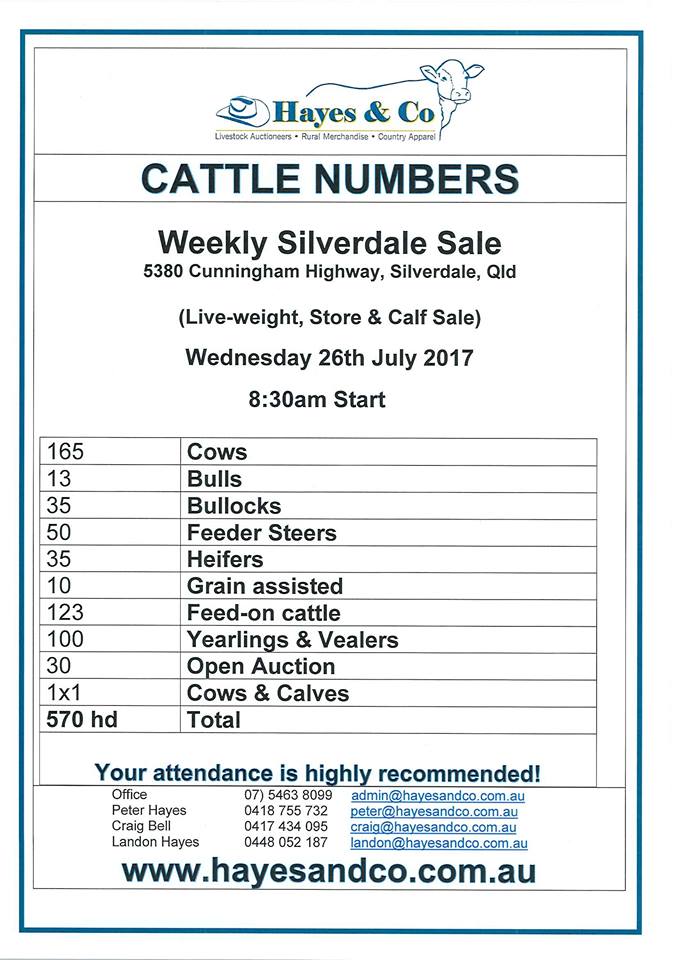 Hayes & Co
Livestock Auctioneers • Rural Merchandise • Country Apparel
CATTLE NUMBERS
Weekly Silverdale Sale
5380 Cunningham Highway, Silverdale, Qld
(Live-weight, Store & Calf Sale)
Wednesday 26th July 2017
8:30am Start
165 Cows
13 Bulls
35 Bullocks
50 Feeder Steers
35 Heifers
10 Grain assisted
123 Feed-on cattle
100 Yearlings & Vealers
30 Open Auction
1x1 Cows & Calves
570 hd Total
Your attendance is highly recommended!
Office 07) 5463 8099 admin@hayesandco.com.au
Peter Hayes 0418 755 732 peter@hayesandco.com.au
Craig Bell 0417 434 095 craig@hayesandco.com.au
Landon Hayes 0448 052 187 landon@hayesandco.com.au
www.hayesandco.com.au